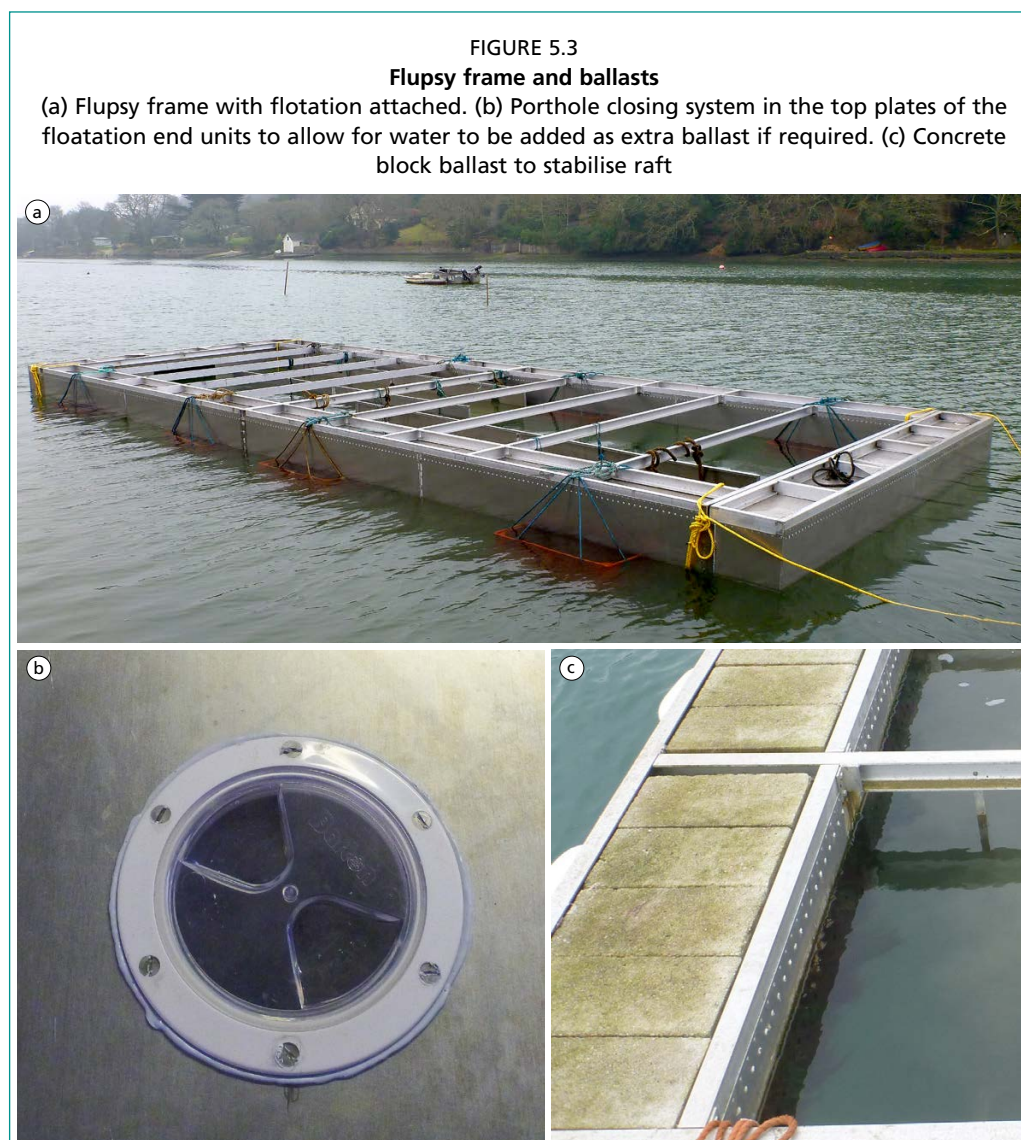 FIGURE 5.3
Flupsy frame and ballasts
(a) Flupsy frame with flotation attached. (b) Porthole closing system in the top plates of the
floatation end units to allow for water to be added as extra ballast if required. (c) Concrete
block ballast to stabilise raft
a
b
c